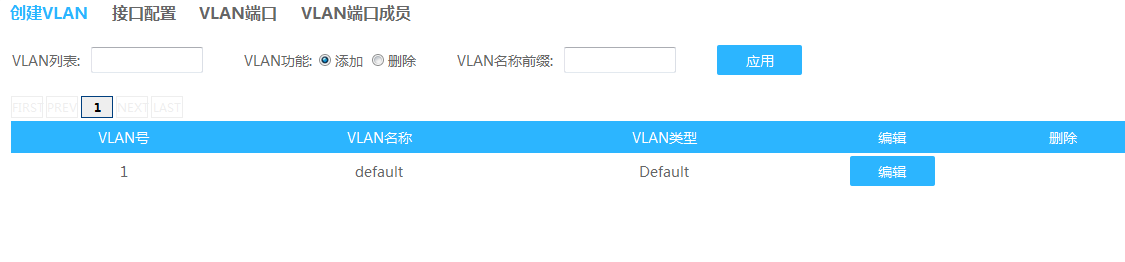 创建VLAN 接口配置 VLAN端口 VLAN端口成员
VLAN列表: VLAN功能: 添加 删除 VLAN名称前缀: 应用
FIRST PREV 1 NEXT LAST
VLAN号 VLAN名称 VLAN类型 编辑 删除
1 default Default 编辑